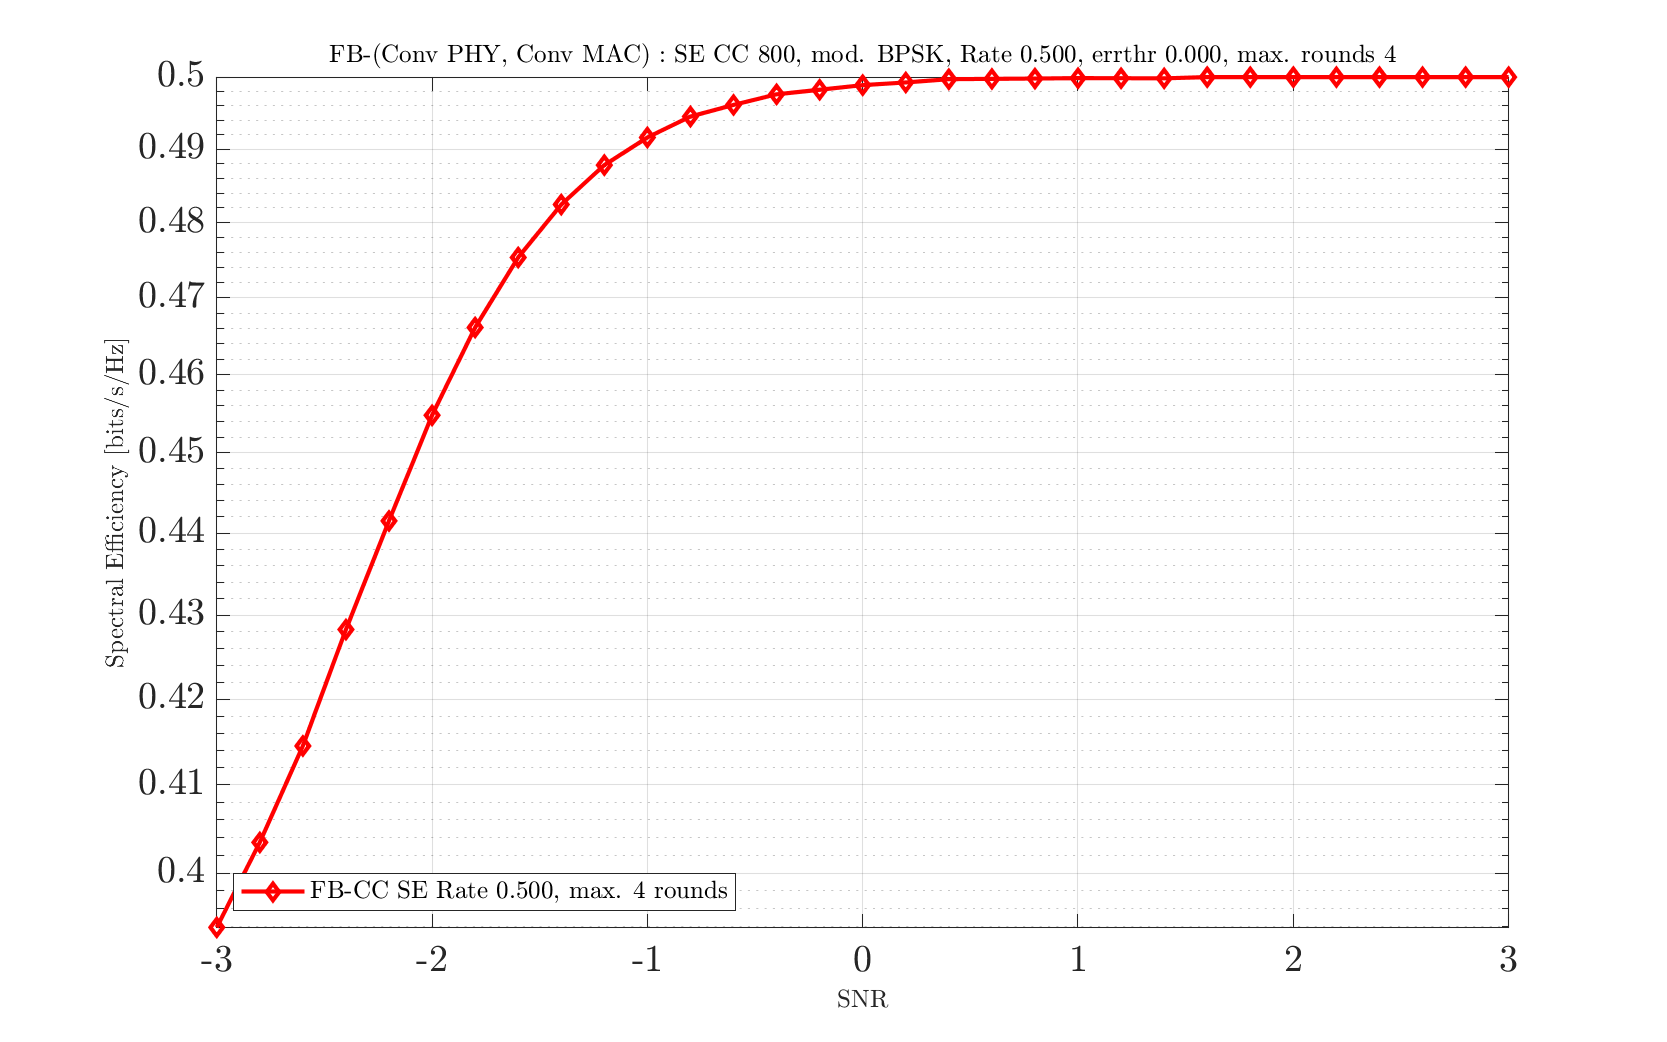 FB-(Conv PHY, Conv MAC) : SE CC 800, mod. BPSK, Rate 0.500, errthr 0.000, max. rounds 4
0.5
0.49
0.48
0.47
0.46
0.45
0.44
0.43
0.42
0.41
0.4
Spectral Efficiency [bits/s/Hz]
FB-CC SE Rate 0.500, max. 4 rounds
-3 -2 -1 0 1 2 3
SNR